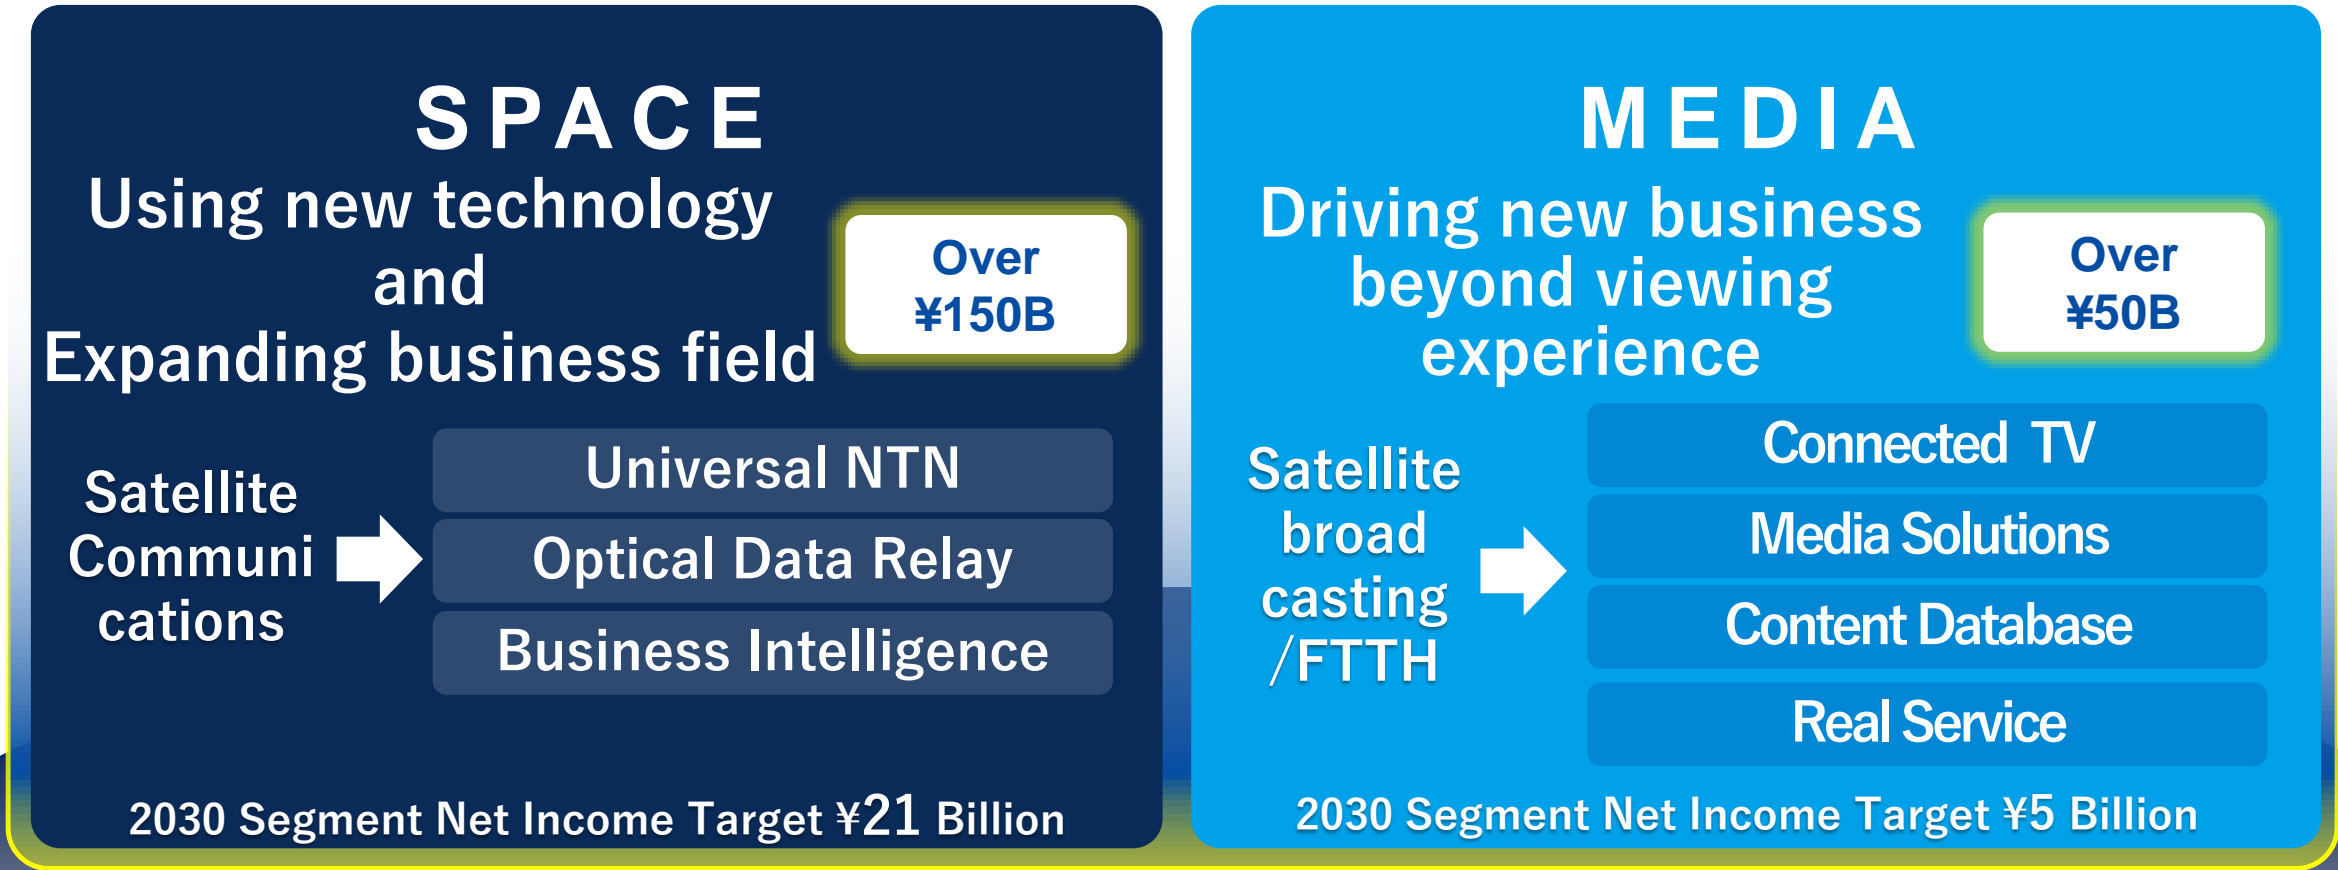 SPACE
Using new technology
and
Expanding business field
Over
¥150B
Satellite
Communi
cations
Universal NTN
Optical Data Relay
Business Intelligence
2030 Segment Net Income Target ¥21 Billion
MEDIA
Driving new business
beyond viewing
experience
Over
¥50B
Satellite
broad
casting
/FTTH
Connected TV
Media Solutions
Content Database
Real Service
2030 Segment Net Income Target ¥5 Billion